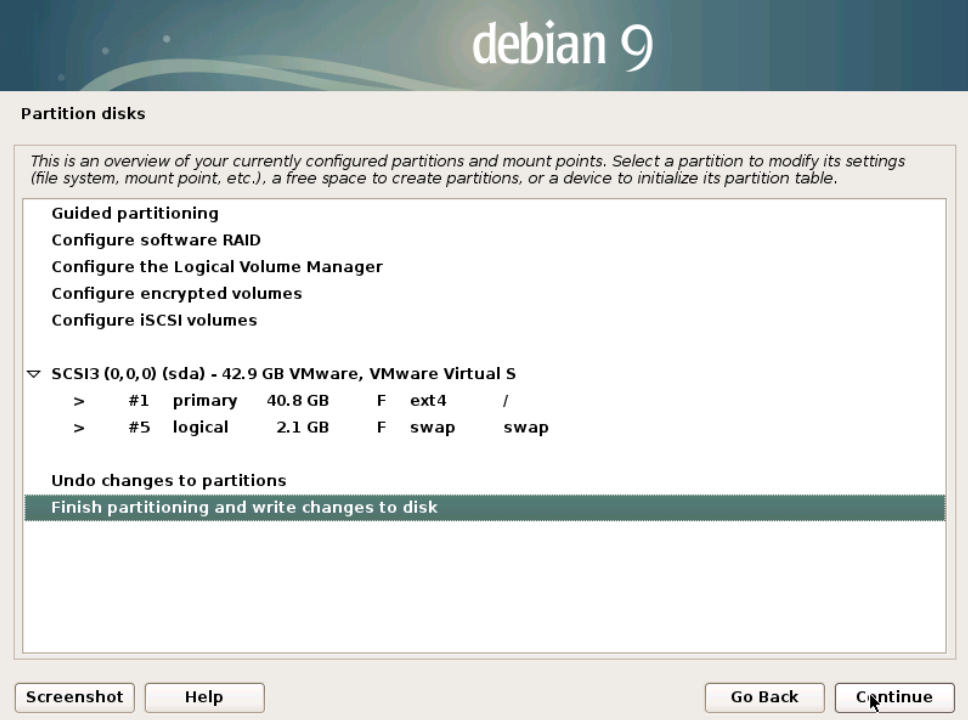 debian 9
Partition disks
This is an overview of your currently configured partitions and mount points. Select a partition to modify its settings
(file system, mount point, etc.), a free space to create partitions, or a device to initialize its partition table.
Guided partitioning
Configure software RAID
Configure the Logical Volume Manager
Configure encrypted volumes
Configure iSCSI volumes
SCSI3 (0,0,0) (sda) - 42.9 GB VMware, VMware Virtual S
> #1 primary 40.8 GB F ext4 /
> #5 logical 2.1 GB F swap swap
Undo changes to partitions
Finish partitioning and write changes to disk
Screenshot Help Go Back Continue